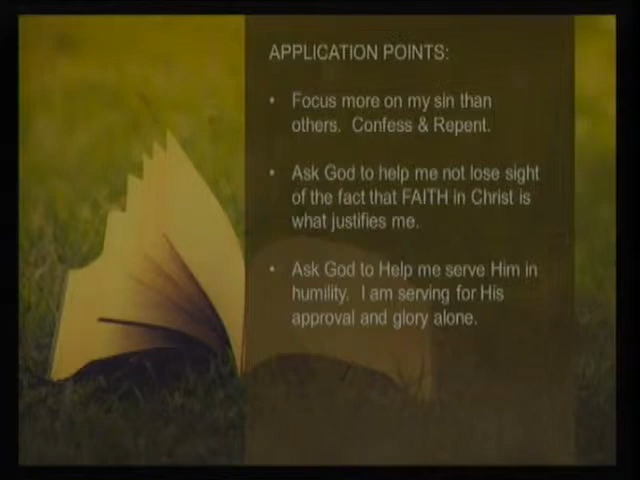 APPLICATION POINTS:
• Focus more on my sin than
others. Confess & Repent.
• Ask God to help me not lose sight
of the fact that FAITH in Christ is
what justifies me.
• Ask God to Help me serve Him in
humility. I am serving for His
approval and glory alone.